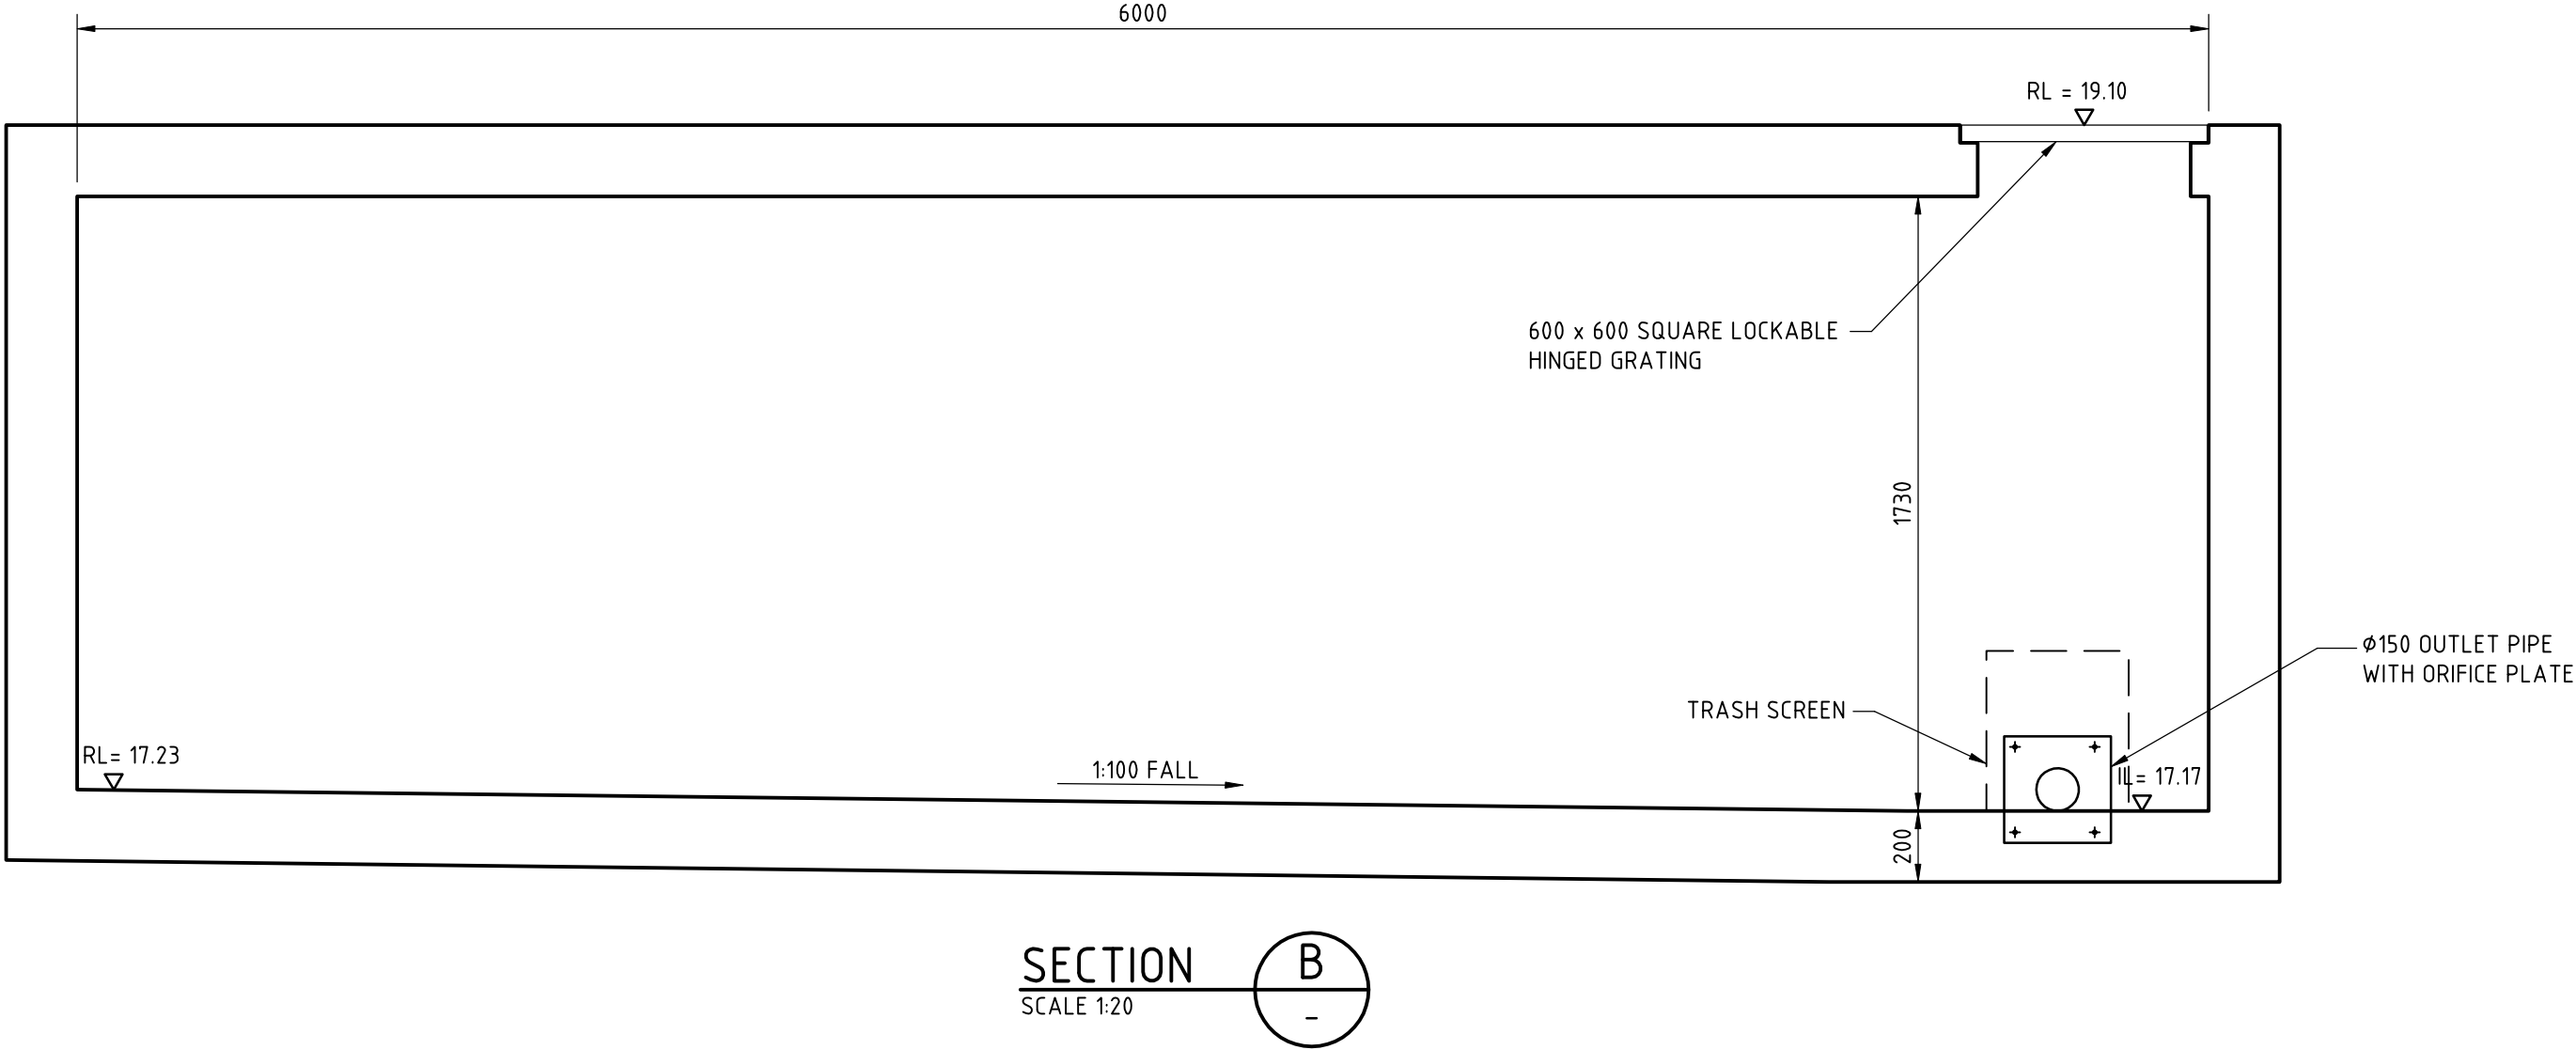 6000
RL = 19.10
600 x 600 SQUARE LOCKABLE
HINGED GRATING
1730
ø150 OUTLET PIPE
WITH ORIFICE PLATE
TRASH SCREEN
RL= 17.23
1:100 FALL
IL= 17.17
200
SECTION
SCALE 1:20
B
-